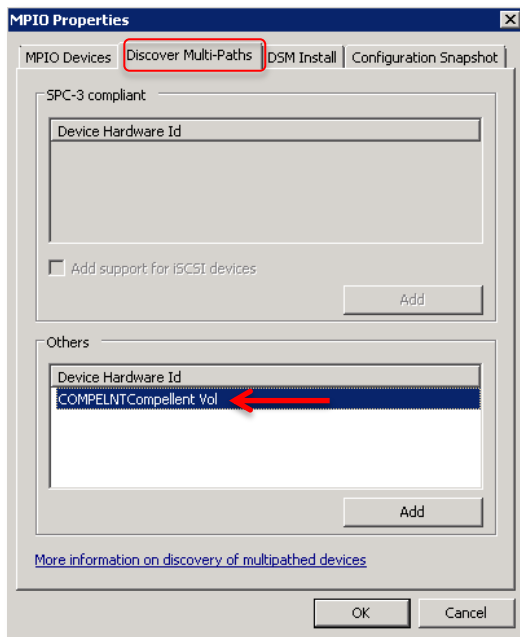 MPIO Properties
MPIO Devices
Discover Multi-Paths
DSM Install
Configuration Snapshot
SPC-3 compliant
Device Hardware Id
Add support for iSCSI devices
Add
Others
Device Hardware Id
COMPELNTCompellent Vol
Add
More information on discovery of multipathed devices
OK
Cancel